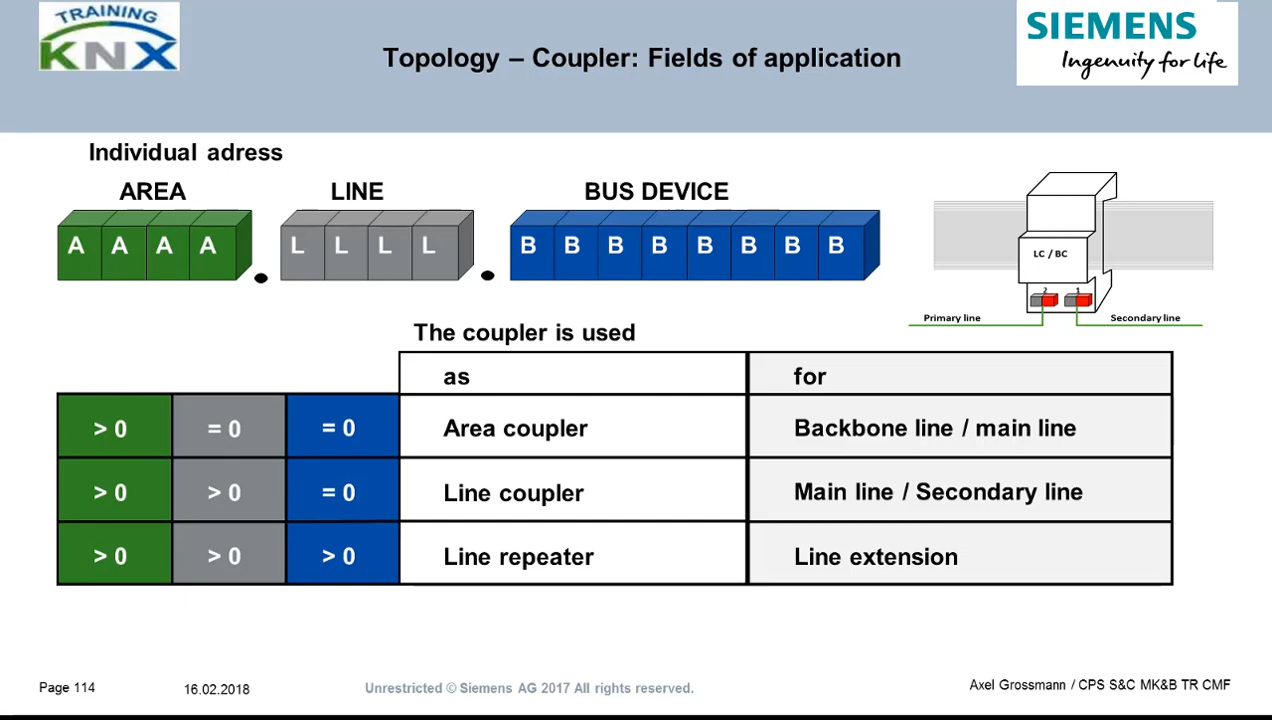 TRAINING
KNX
Topology – Coupler: Fields of application
SIEMENS
Ingenuity for life
Individual adress
AREA LINE BUS DEVICE
A A A A . L L L L . B B B B B B B B
LC / BC
2 1
Primary line Secondary line
The coupler is used
as for
> 0 = 0 = 0 Area coupler Backbone line / main line
> 0 > 0 = 0 Line coupler Main line / Secondary line
> 0 > 0 > 0 Line repeater Line extension
Page 114 16.02.2018 Unrestricted © Siemens AG 2017 All rights reserved. Axel Grossmann / CPS S&C MK&B TR CMF